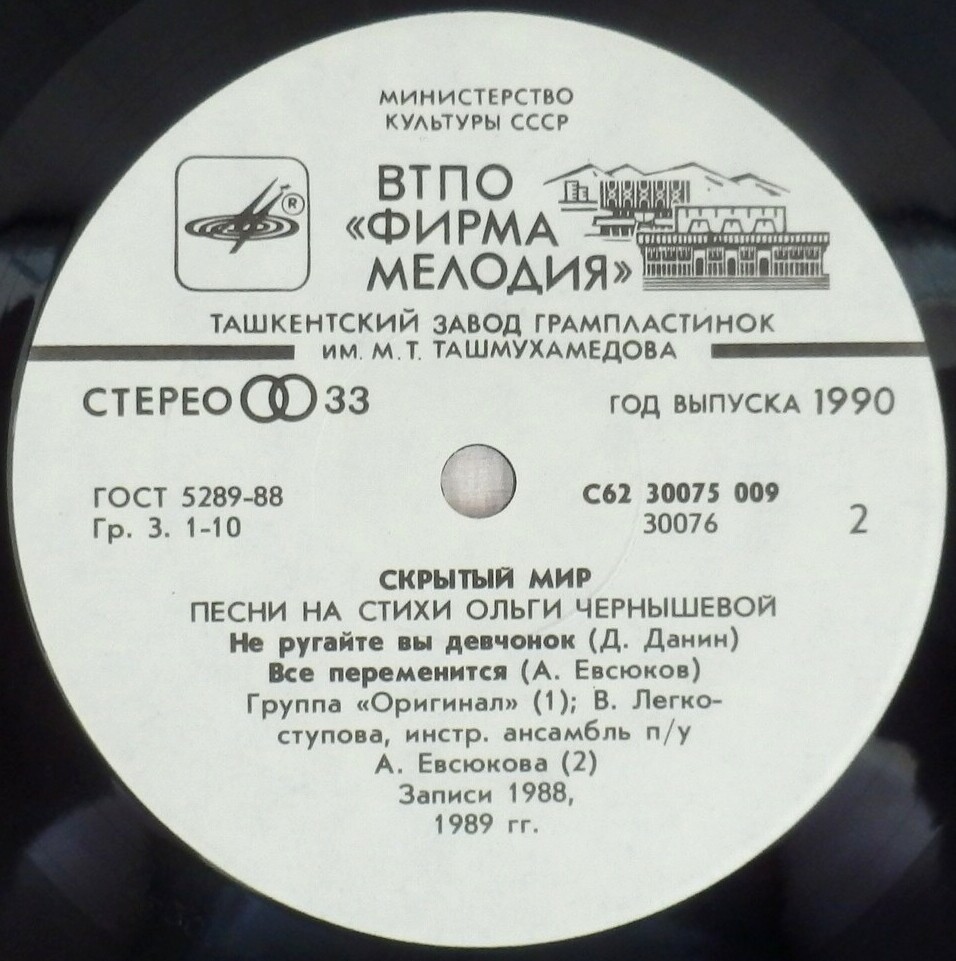 МИНИСТЕРСТВО
КУЛЬТУРЫ СССР
ВТПО
«ФИРМА
МЕЛОДИЯ»
®
ТАШКЕНТСКИЙ ЗАВОД ГРАМПЛАСТИНОК
ИМ. М. Т. ТАШМУХАМЕДОВА
СТЕРЕО 33
ГОД ВЫПУСКА 1990
ГОСТ 5289-88
Гр. 3. 1-10
С62 30075 009
30076
2
СКРЫТЫЙ МИР
ПЕСНИ НА СТИХИ ОЛЬГИ ЧЕРНЫШЕВОЙ
Не ругайте вы девчонок (Д. Данин)
Все переменится (А. Евсюков)
Группа «Оригинал» (1); В. Легко-
ступова, инстр. ансамбль п/у
А. Евсюкова (2)
Записи 1988,
1989 гг.